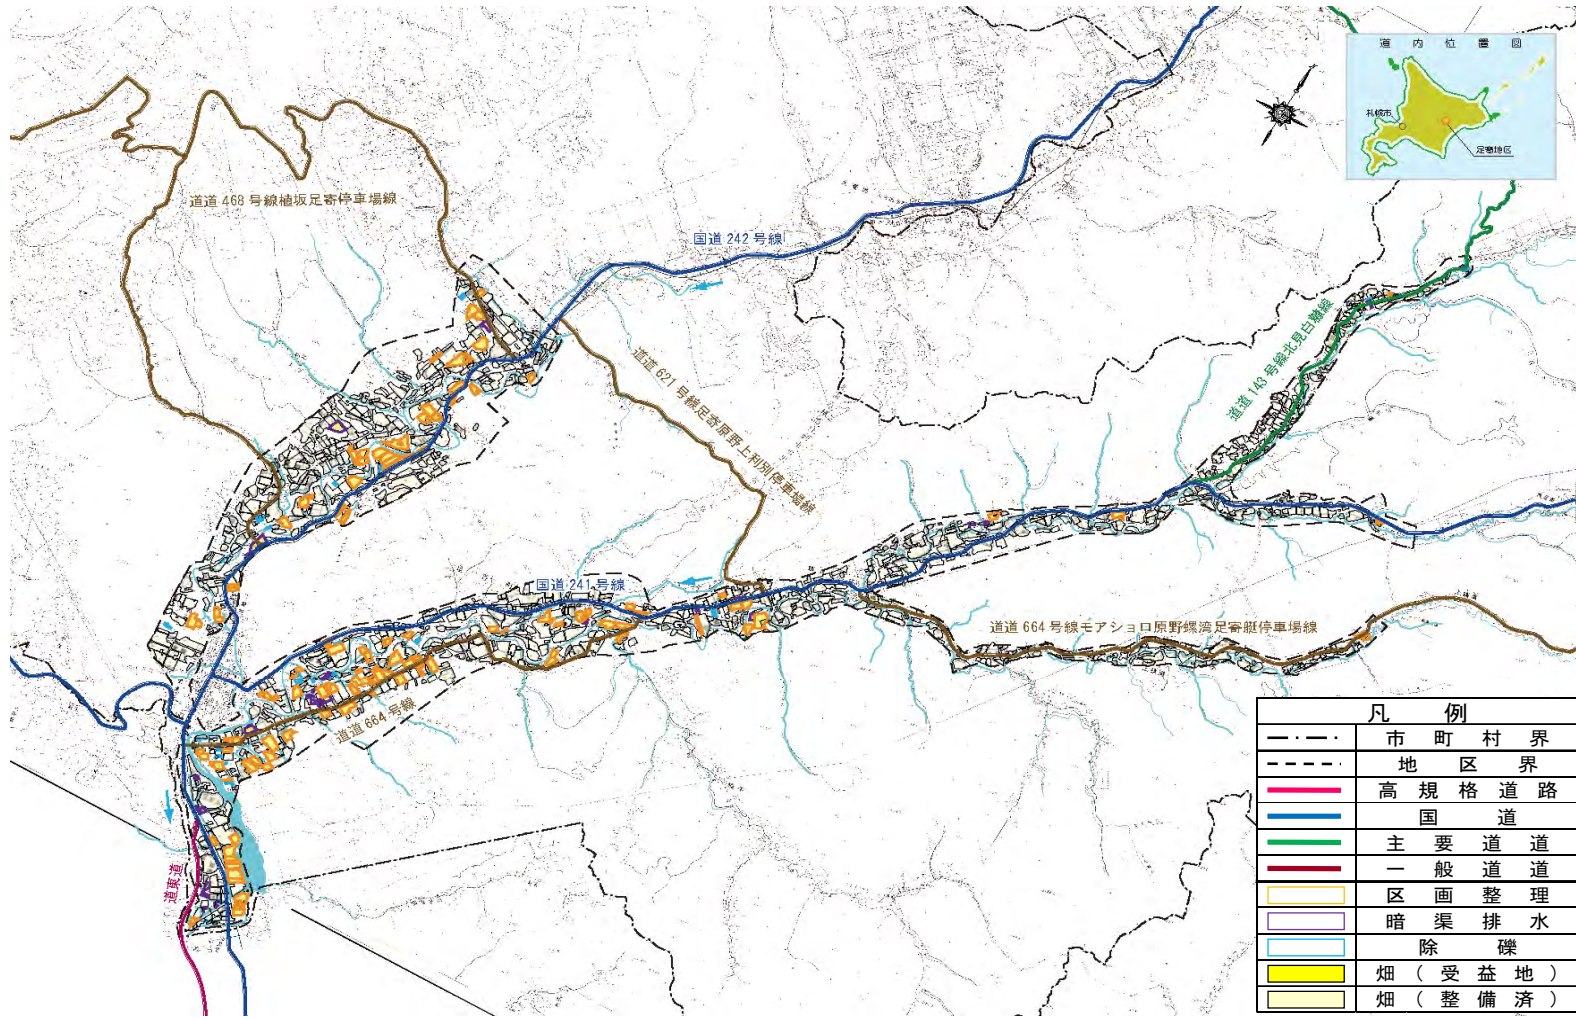 道内位置図
札幌市
足寄地区
道道 468 号線植坂足寄停車場線
国道 242 号線
道道 621 号線足寄原野上利別停車場線
道道 143 号線北見白糠線
国道 241 号線
道道 664 号線モアショロ原野螺湾足寄停車場線
道道 664 号線
道東道
凡例
市町村界
地区界
高規格道路
国道
主要道道
一般道道
区画整理
暗渠排水
除礫
畑(受益地)
畑(整備済)